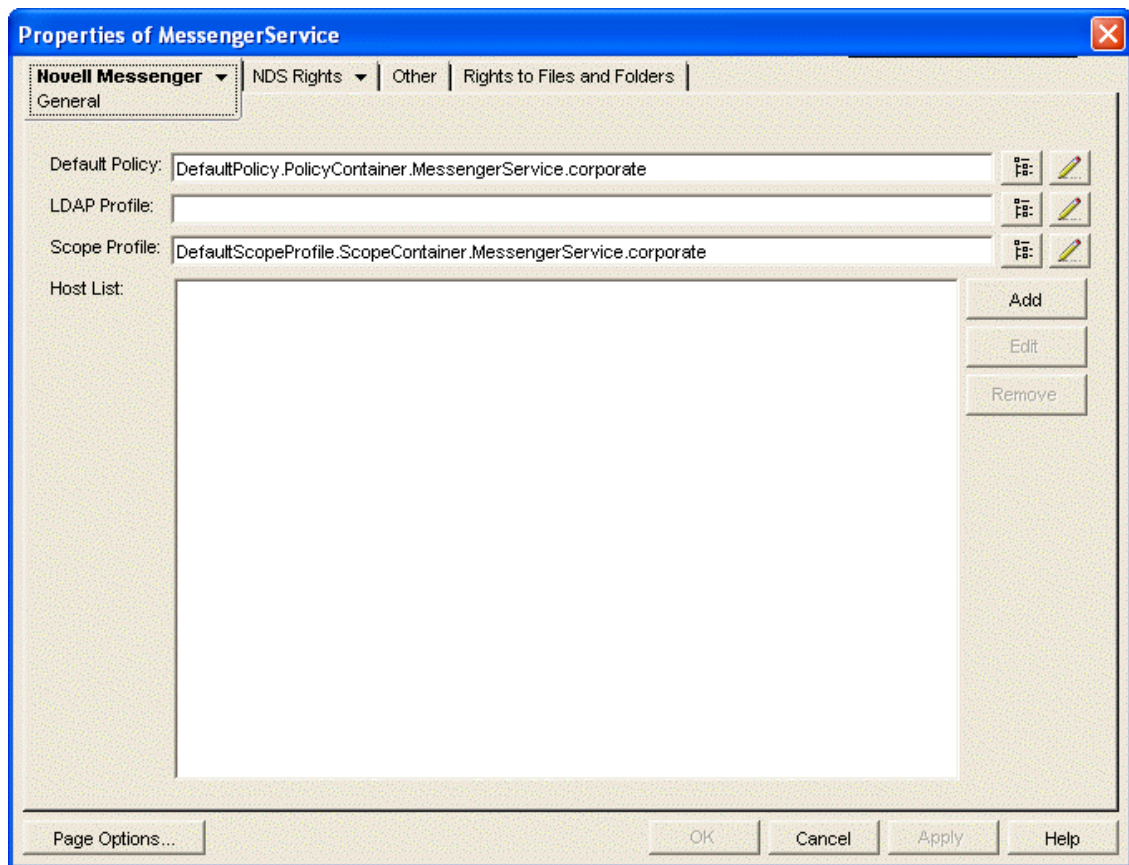 Properties of MessengerService
Novell Messenger NDS Rights Other Rights to Files and Folders
General
Default Policy: DefaultPolicy.PolicyContainer.MessengerService.corporate
LDAP Profile:
Scope Profile: DefaultScopeProfile.ScopeContainer.MessengerService.corporate
Host List:
Add
Edit
Remove
Page Options... OK Cancel Apply Help